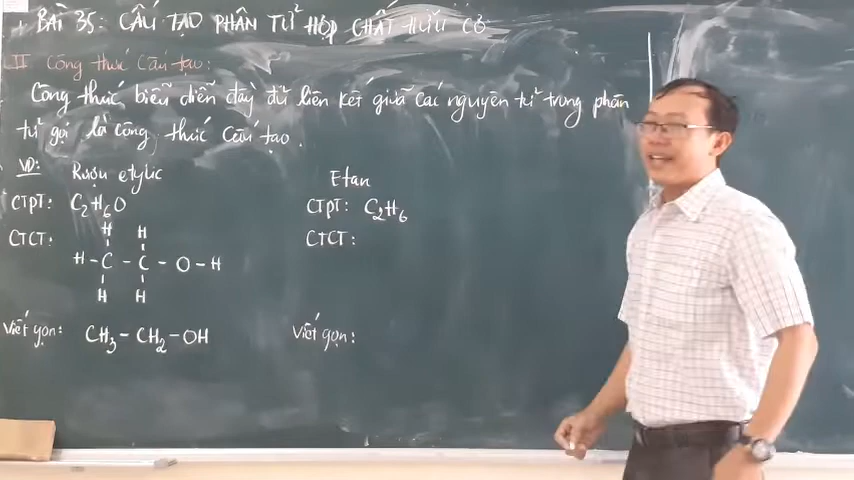 BÀI 35: CẤU TẠO PHÂN TỬ HỢP CHẤT HỮU CƠ
II Công thức Cấu tạo:
Công thức biểu diễn đầy đủ liên kết giữa các nguyên tử trong phân
tử gọi là công thức cấu tạo.
VD: Rượu etylic Etan
CTPT: C2H6O CTPT: C2H6
H H
CTCT: CTCT:
H - C - C - O - H
H H
Viết gọn: CH3 - CH2 - OH Viết gọn: